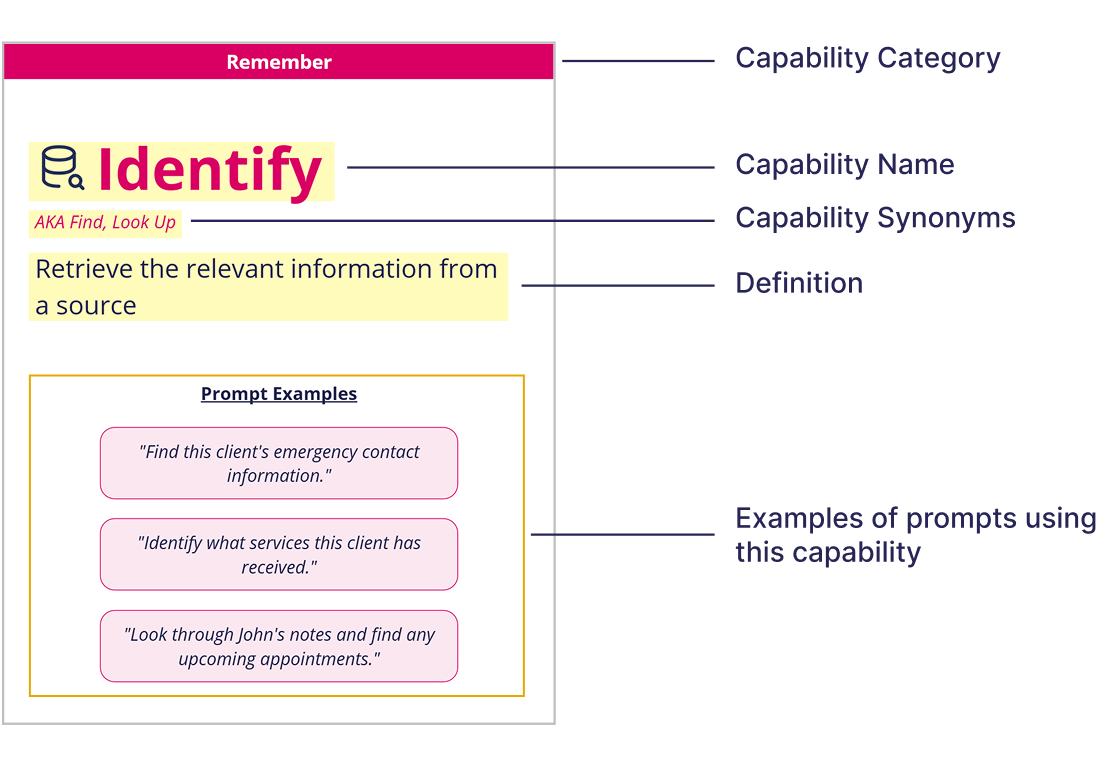 Remember
Capability Category
Identify
Capability Name
AKA Find, Look Up
Capability Synonyms
Retrieve the relevant information from
a source
Definition
Prompt Examples
"Find this client's emergency contact
information."
"Identify what services this client has
received."
Examples of prompts using
this capability
"Look through John's notes and find any
upcoming appointments."